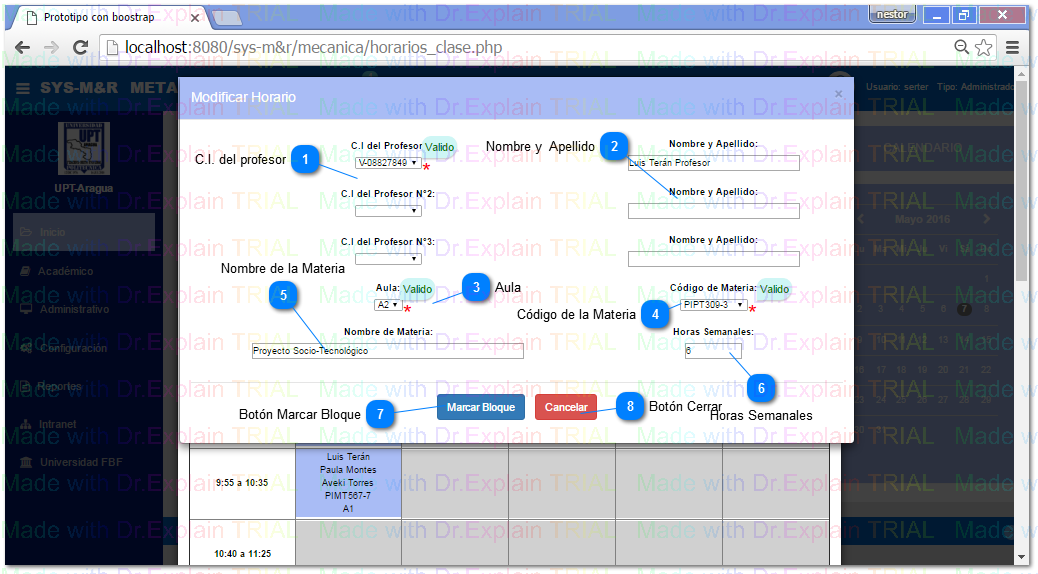 Prototipo con boostrap
nestor
localhost:8080/sys-m&r/mecanica/horarios_clase.php
SYS-M&R META
Usuario: serter Tipo: Administrado
Modificar Horario
UPT
UPT-Aragua
CALENDARIO
Mayo 2016
C.I del Profesor Valido
Nombre y Apellido 2
Nombre y Apellido:
C.I. del profesor 1
V-08827849 *
Luis Terán Profesor
C.I del Profesor N°2:
Nombre y Apellido:
Inicio
C.I del Profesor N°3:
Nombre y Apellido:
Académico
Nombre de la Materia
5
Aula: Valido
3 Aula
Código de Materia: Valido
Administrativo
A2 *
Código de la Materia 4
PIPT309-3 *
7
Nombre de Materia:
Horas Semanales:
Configuración
Proyecto Socio-Tecnológico
6
Reportes
6
Horas Semanales
Botón Marcar Bloque 7
Marcar Bloque
Cancelar
8 Botón Cerrar
Intranet
Universidad FBF
9:55 a 10:35
Luis Terán
Paula Montes
Aveki Torres
PIMT567-7
A1
10:40 a 11:25
Made with Dr.Explain TRIAL